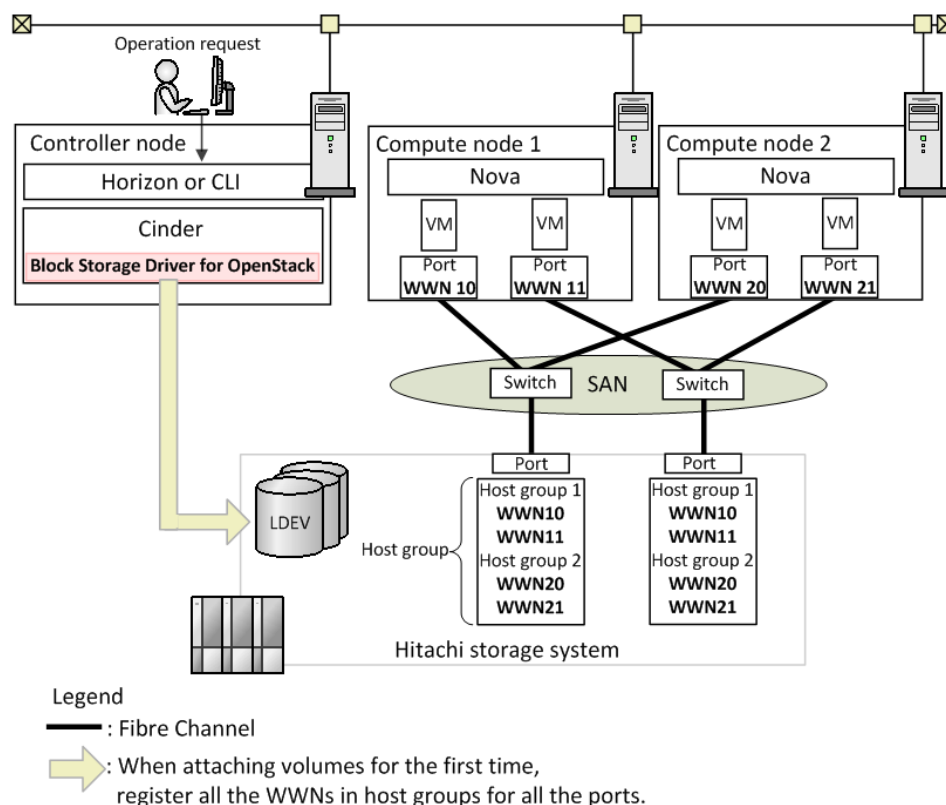 Operation request
Controller node
Horizon or CLI
Cinder
Block Storage Driver for OpenStack
Compute node 1
Nova
VM
VM
Port
WWN 10
Port
WWN 11
Compute node 2
Nova
VM
VM
Port
WWN 20
Port
WWN 21
Switch
SAN
Switch
LDEV
Port
Host group
Host group 1
WWN10
WWN11
Host group 2
WWN20
WWN21
Port
Host group 1
WWN10
WWN11
Host group 2
WWN20
WWN21
Hitachi storage system
Legend
: Fibre Channel
: When attaching volumes for the first time,
register all the WWNs in host groups for all the ports.